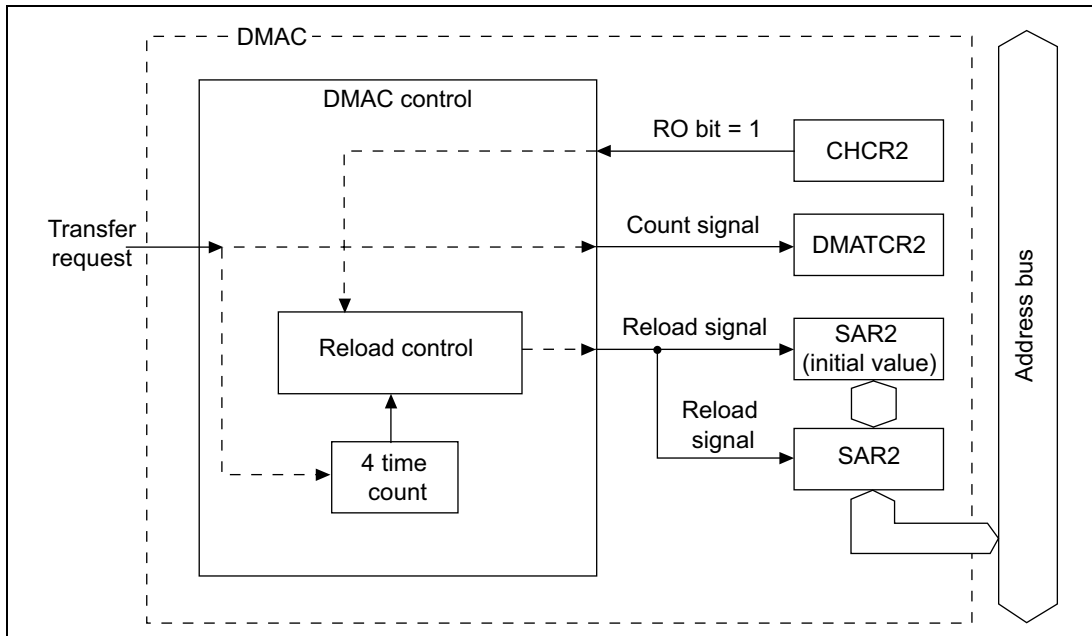 DMAC
DMAC control
RO bit = 1
CHCR2
Transfer
request
Count signal
DMATCR2
Reload control
Reload signal
SAR2
(initial value)
Reload
signal
SAR2
4 time
count
Address bus